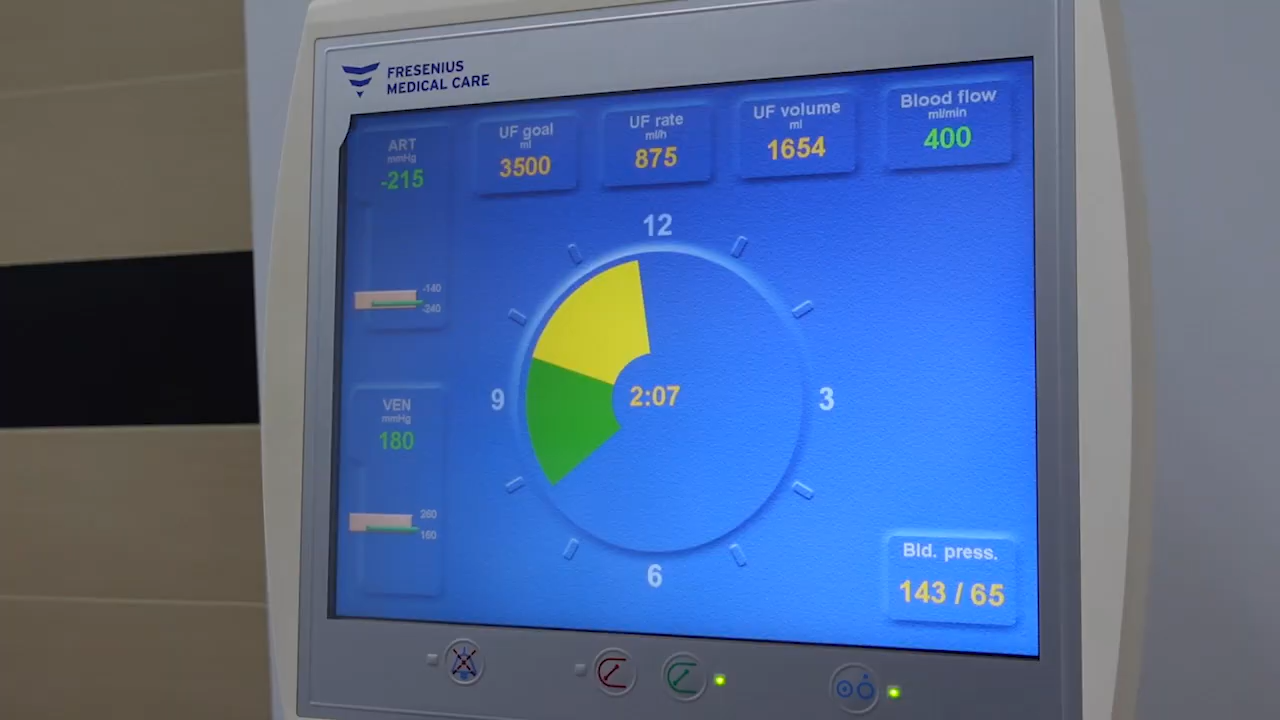 FRESENIUS
MEDICAL CARE
ART
mmHg
-215
-140
-240
UF goal
ml
3500
UF rate
ml/h
875
UF volume
ml
1654
Blood flow
ml/min
400
12
9
2:07
3
6
VEN
mmHg
180
260
160
Bld. press.
143 / 65